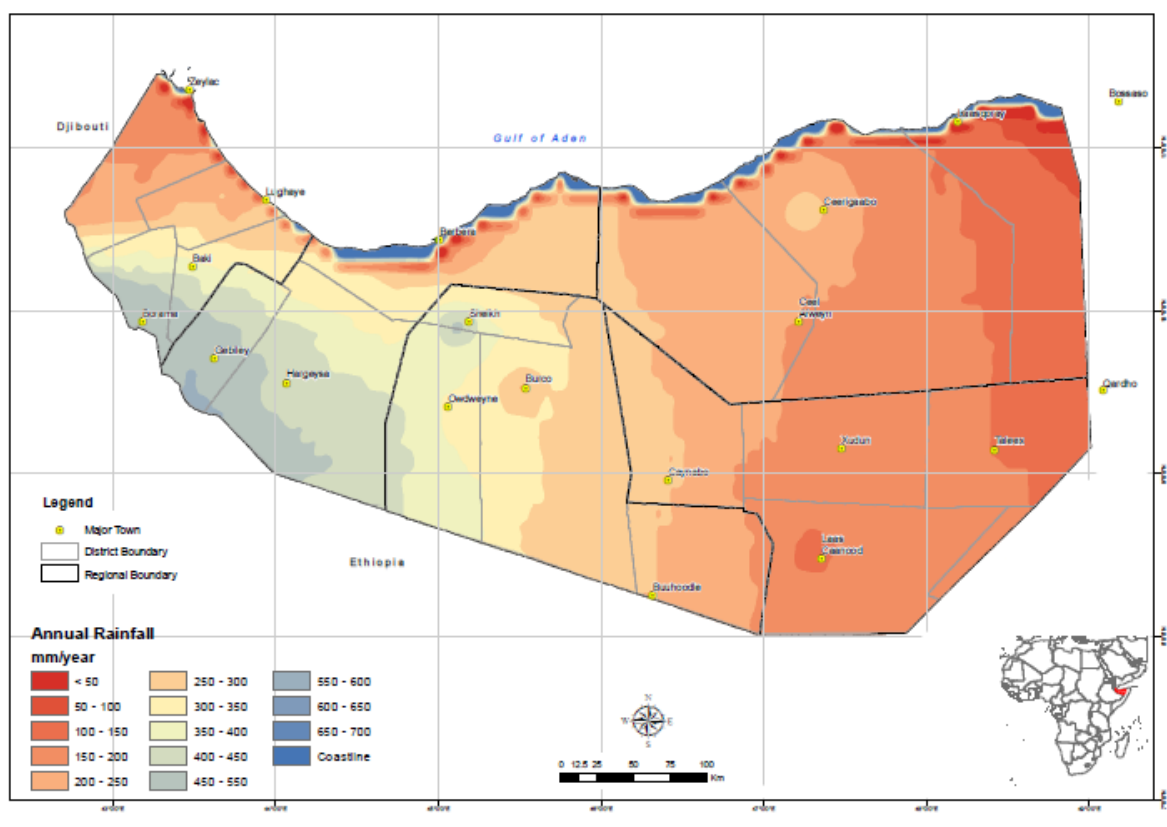 Zeylac
Bossaso
Djibouti
Gulf of Aden
Laasqoray
Lughaye
Ceerigaabo
Berbera
Baki
Ceel
Afweyn
Borama
Sheikh
Gebiley
Hargeysa
Burco
Qardho
Owdweyne
Xudun
Taleex
Caynabo
Legend
Major Town
District Boundary
Regional Boundary
Ethiopia
Laas
Caanood
Buuhoodle
Annual Rainfall
mm/year
< 50
50 - 100
100 - 150
150 - 200
200 - 250
250 - 300
300 - 350
350 - 400
400 - 450
450 - 550
550 - 600
600 - 650
650 - 700
Coastline
N
W E
S
0 12.5 25 50 75 100
Km